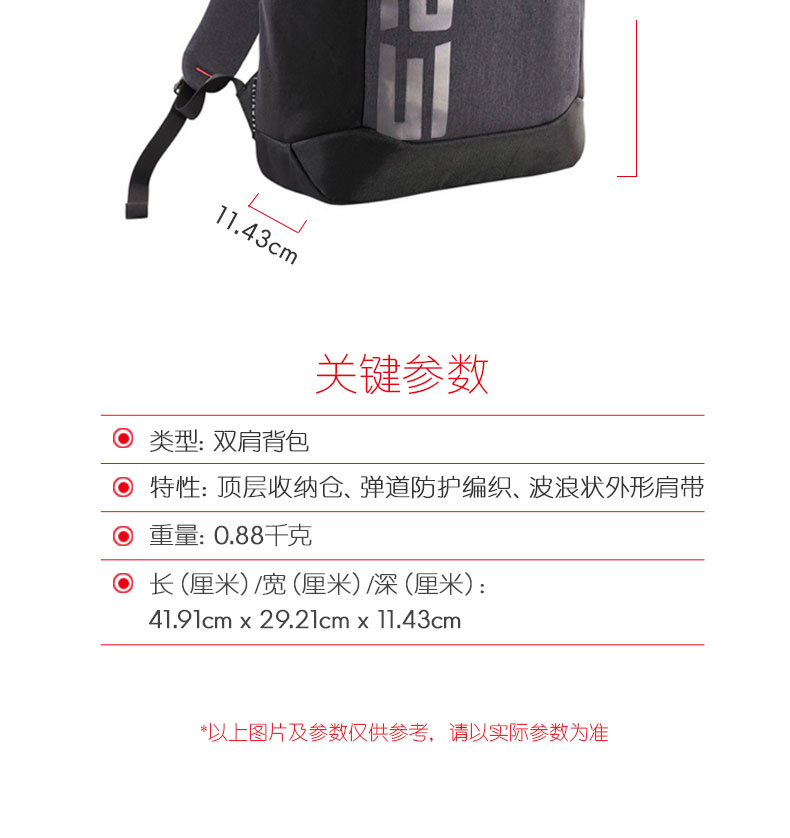 11.43cm
关键参数
类型: 双肩背包
特性: 顶层收纳仓、弹道防护编织、波浪状外形肩带
重量: 0.88千克
长（厘米）/宽（厘米）/深（厘米）:
41.91cm x 29.21cm x 11.43cm
*以上图片及参数仅供参考, 请以实际参数为准